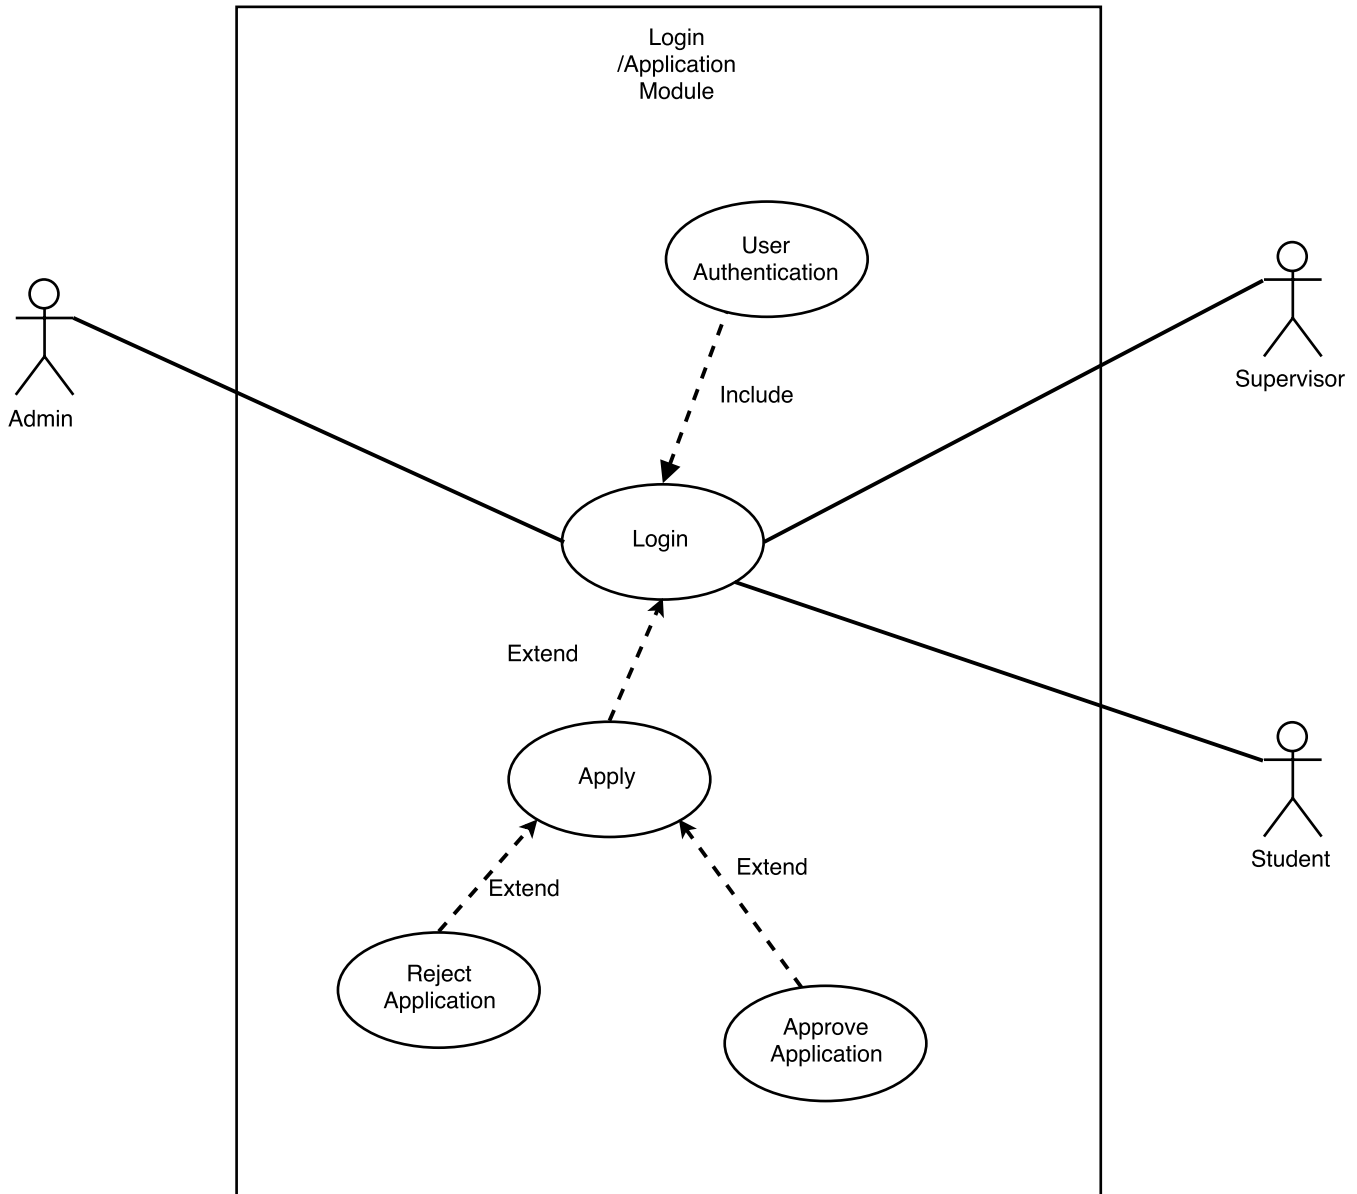 Login
/Application
Module
User
Authentication
Include
Admin
Supervisor
Login
Extend
Apply
Extend
Extend
Student
Reject
Application
Approve
Application